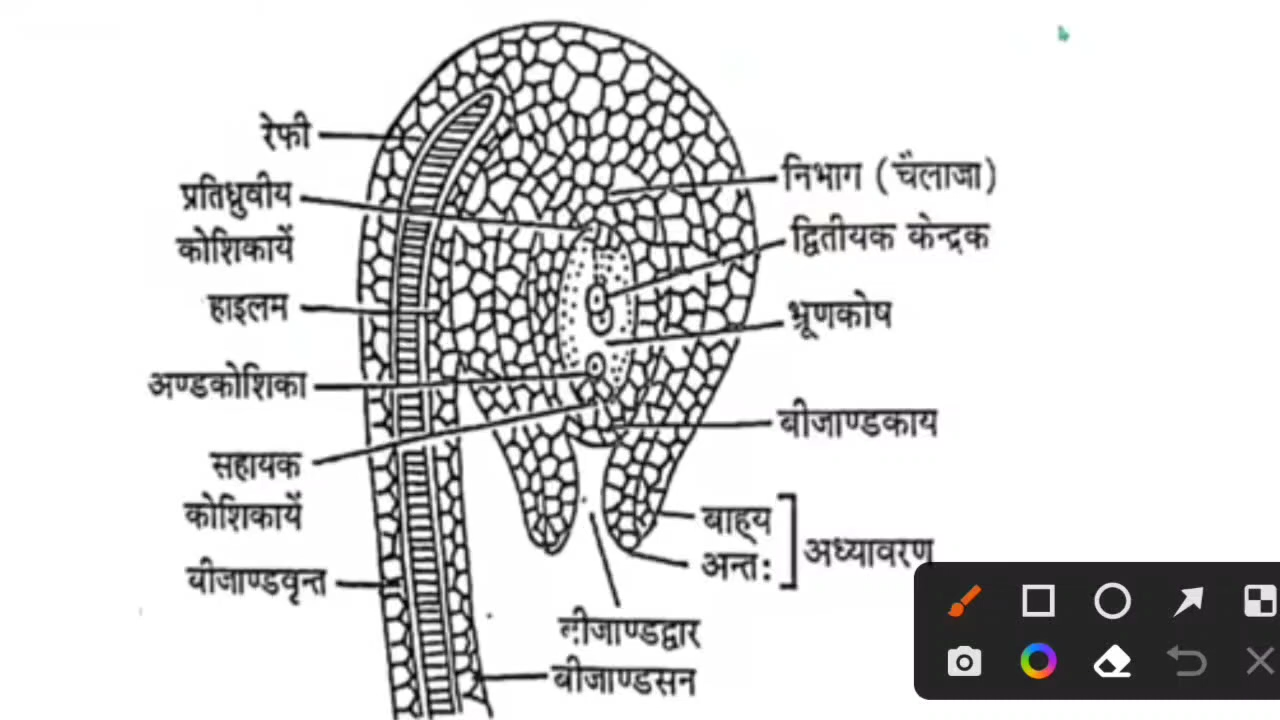 रेफी
प्रतिध्रुवीय
कोशिकायें
हाइलम
अण्डकोशिका
सहायक
कोशिकायें
बीजाण्डवृन्त
निभाग (चैलाजा)
द्वितीयक केन्द्रक
भ्रूणकोष
बीजाण्डकाय
बाह्य
अन्तः
अध्यावरण
बीजाण्डद्वार
बीजाण्डसन